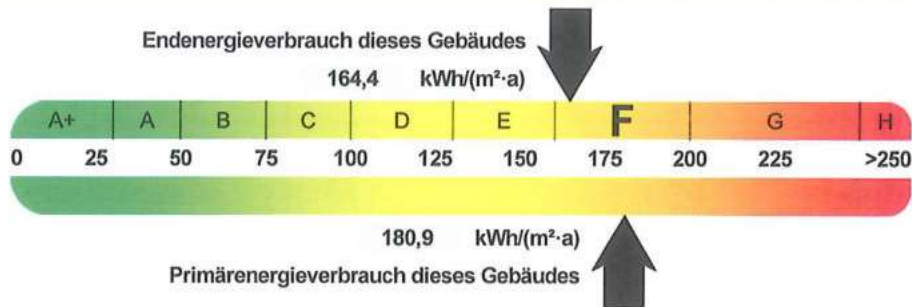 Endenergieverbrauch dieses Gebäudes
164,4 kWh/(m²·a)
A+ A B C D E F G H
0 25 50 75 100 125 150 175 200 225 >250
180,9 kWh/(m²·a)
Primärenergieverbrauch dieses Gebäudes